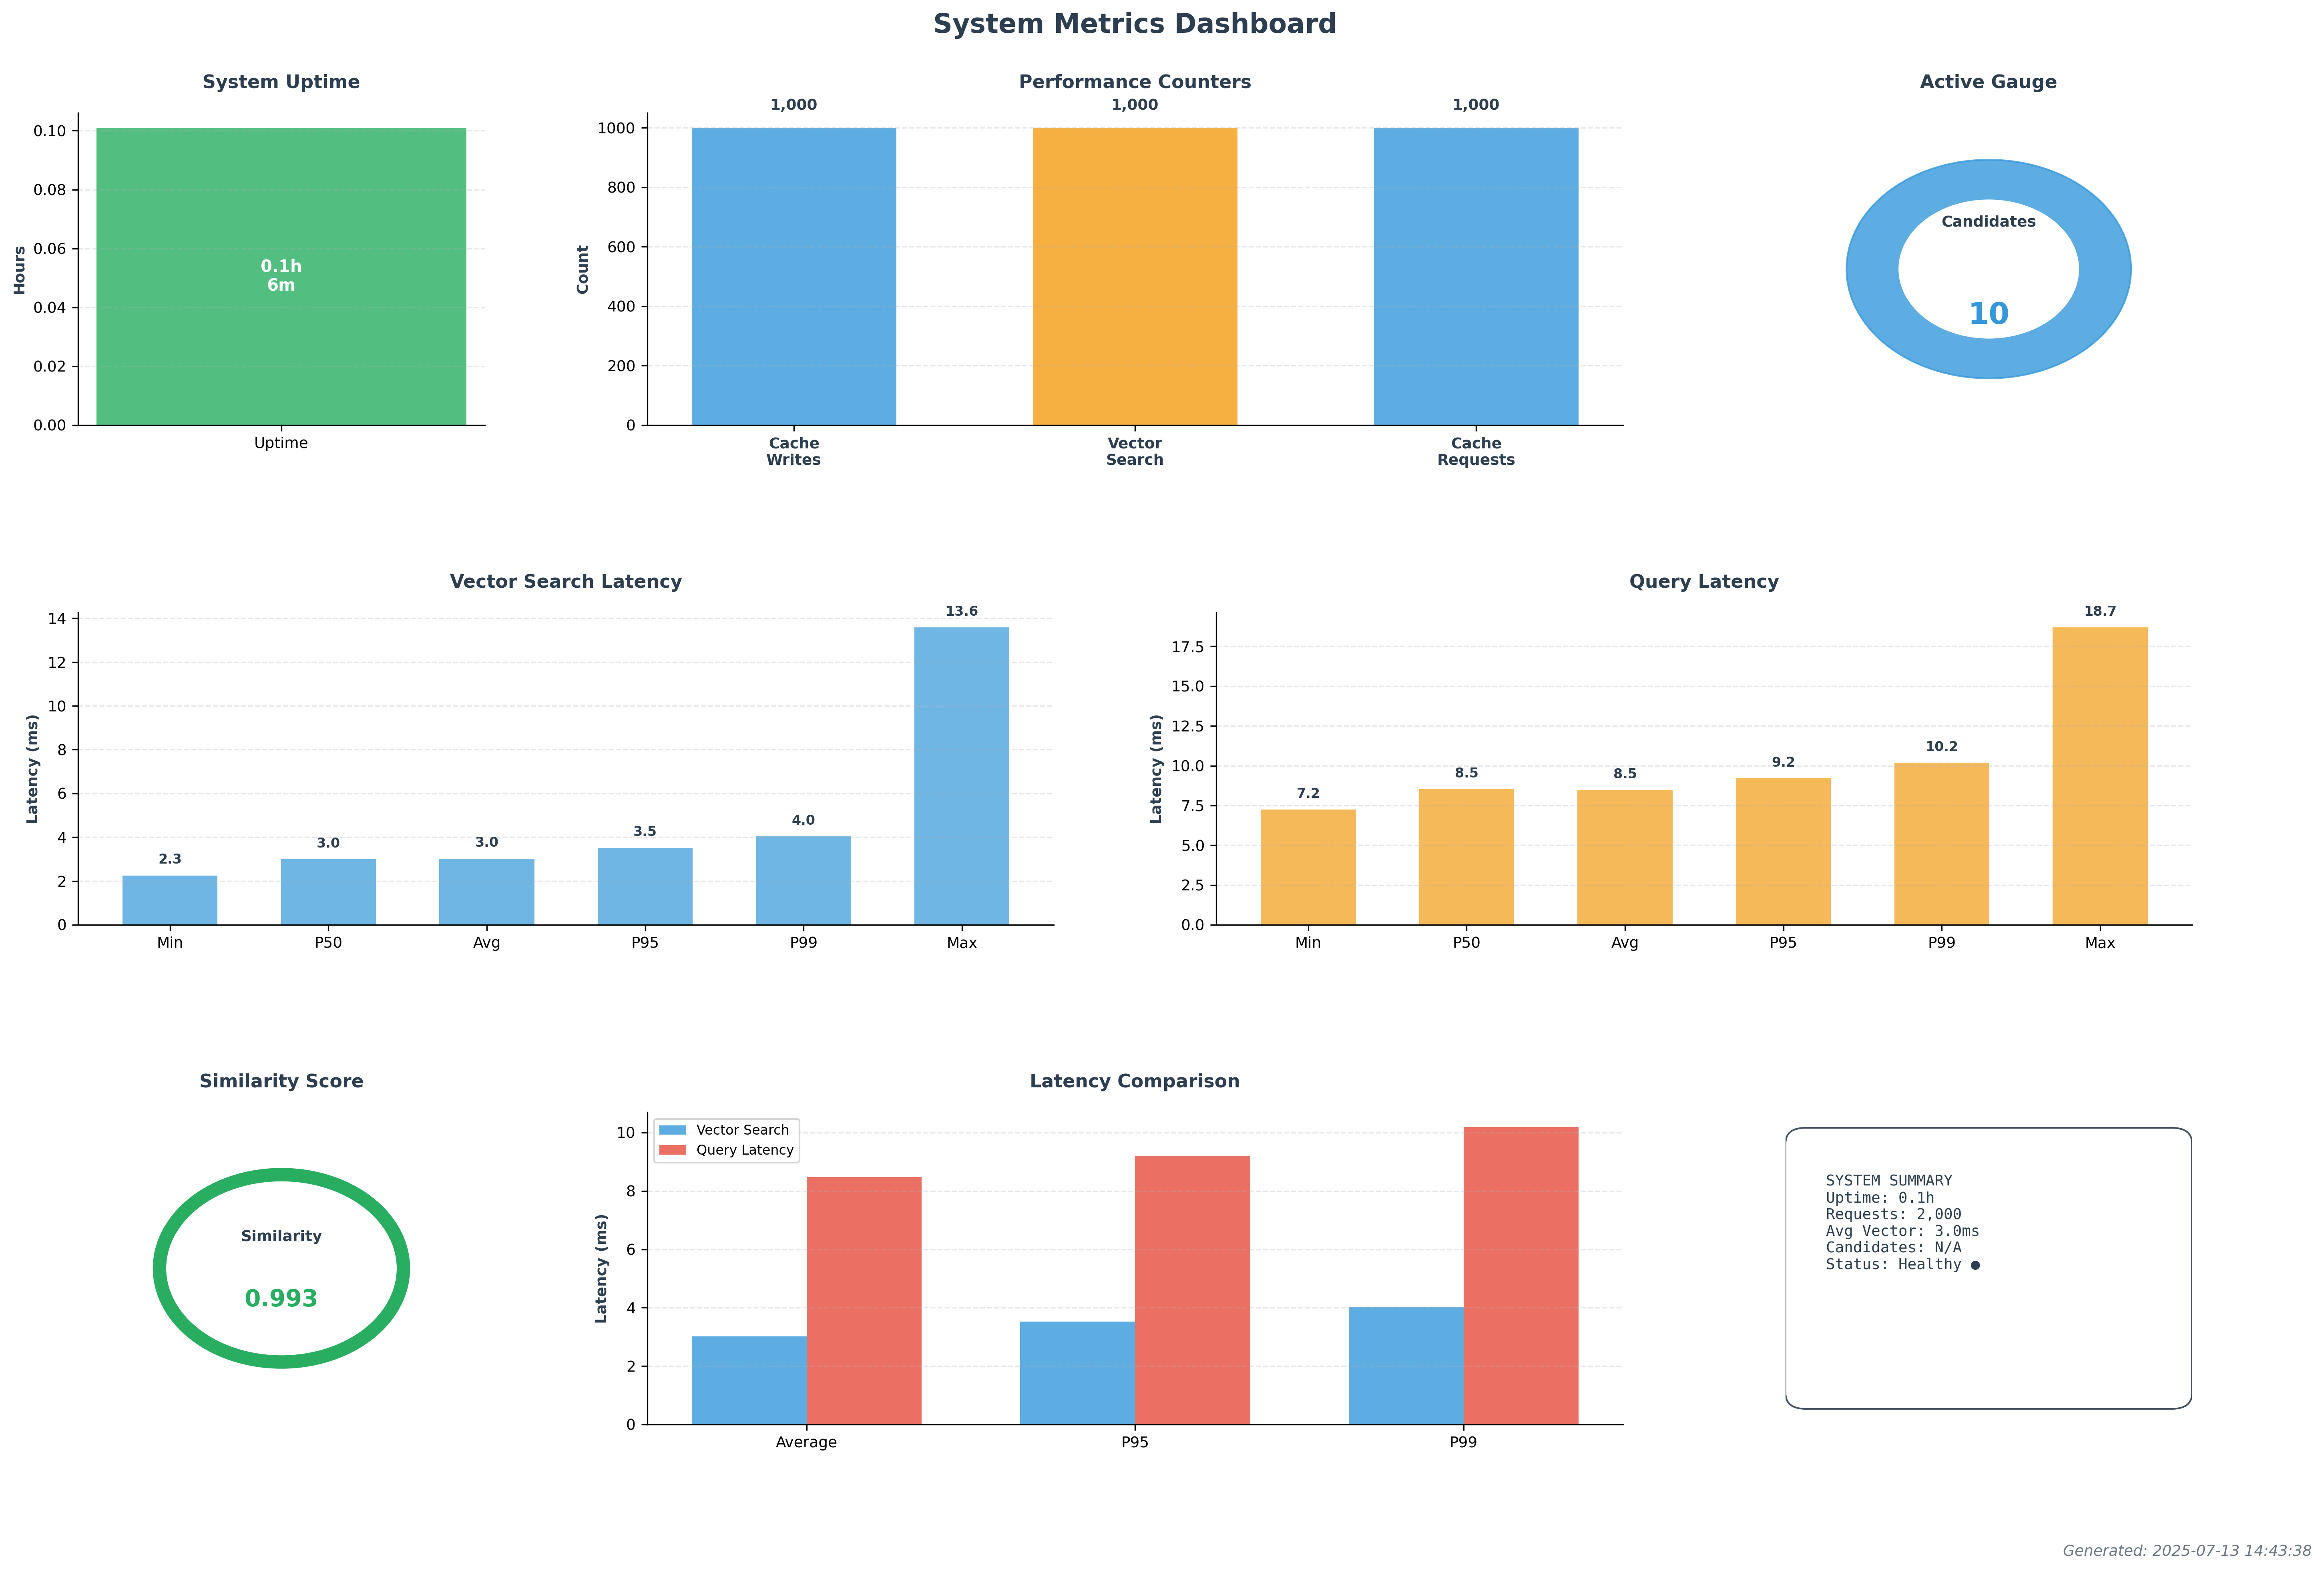 System Metrics Dashboard
System Uptime
Hours
0.10
0.08
0.06
0.04
0.02
0.00
0.1h
6m
Uptime
Performance Counters
1,000
1,000
1,000
Count
1000
800
600
400
200
0
Cache
Writes
Vector
Search
Cache
Requests
Active Gauge
Candidates
10
Vector Search Latency
Latency (ms)
14
12
10
8
6
4
2
0
2.3
3.0
3.0
3.5
4.0
13.6
Min
P50
Avg
P95
P99
Max
Query Latency
Latency (ms)
17.5
15.0
12.5
10.0
7.5
5.0
2.5
0.0
7.2
8.5
8.5
9.2
10.2
18.7
Min
P50
Avg
P95
P99
Max
Similarity Score
Similarity
0.993
Latency Comparison
Vector Search
Query Latency
Latency (ms)
10
8
6
4
2
0
Average
P95
P99
SYSTEM SUMMARY
Uptime: 0.1h
Requests: 2,000
Avg Vector: 3.0ms
Candidates: N/A
Status: Healthy ●
Generated: 2025-07-13 14:43:38